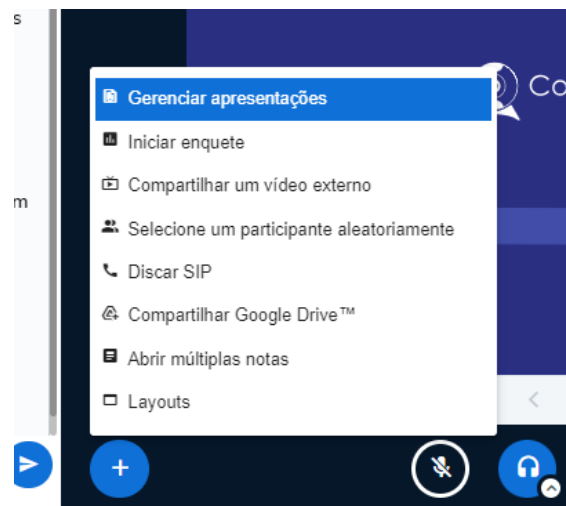 s
Co
Gerenciar apresentações
Iniciar enquete
Compartilhar um vídeo externo
m
Selecione um participante aleatoriamente
Discar SIP
Compartilhar Google Drive™
Abrir múltiplas notas
Layouts